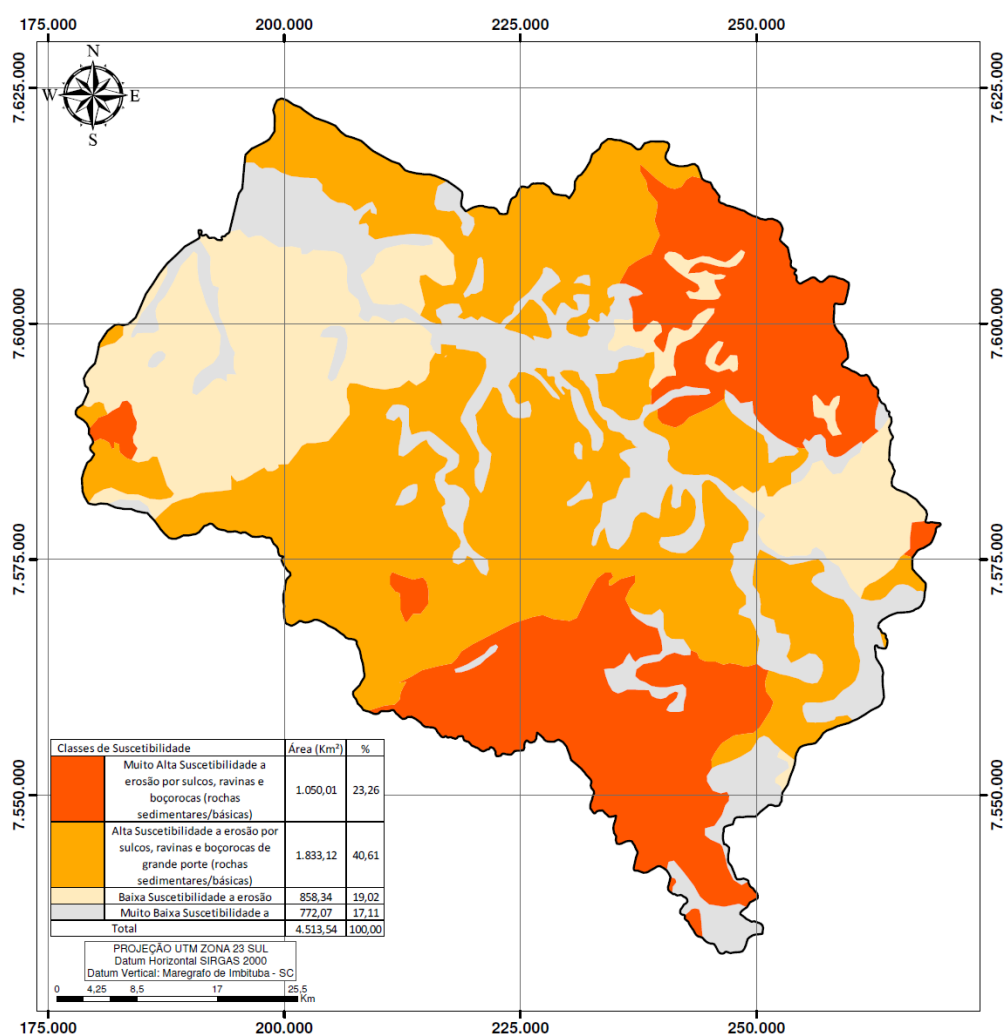 175.000 200.000 225.000 250.000
7.625.000 7.625.000
N
W E
S
7.600.000 7.600.000
7.575.000 7.575.000
7.550.000 7.550.000
Classes de Suscetibilidade Área (Km²) %
Muito Alta Suscetibilidade a
erosão por sulcos, ravinas e
boçorocas (rochas
sedimentares/básicas)
1.050,01 23,26
Alta Suscetibilidade a erosão por
sulcos, ravinas e boçorocas de
grande porte (rochas
sedimentares/básicas)
1.833,12 40,61
Baixa Suscetibilidade a erosão 858,34 19,02
Muito Baixa Suscetibilidade a 772,07 17,11
Total 4.513,54 100,00
PROJEÇÃO UTM ZONA 23 SUL
Datum Horizontal SIRGAS 2000
Datum Vertical: Maregrafo de Imbituba - SC
0 4,25 8,5 17 25,5
Km
175.000 200.000 225.000 250.000